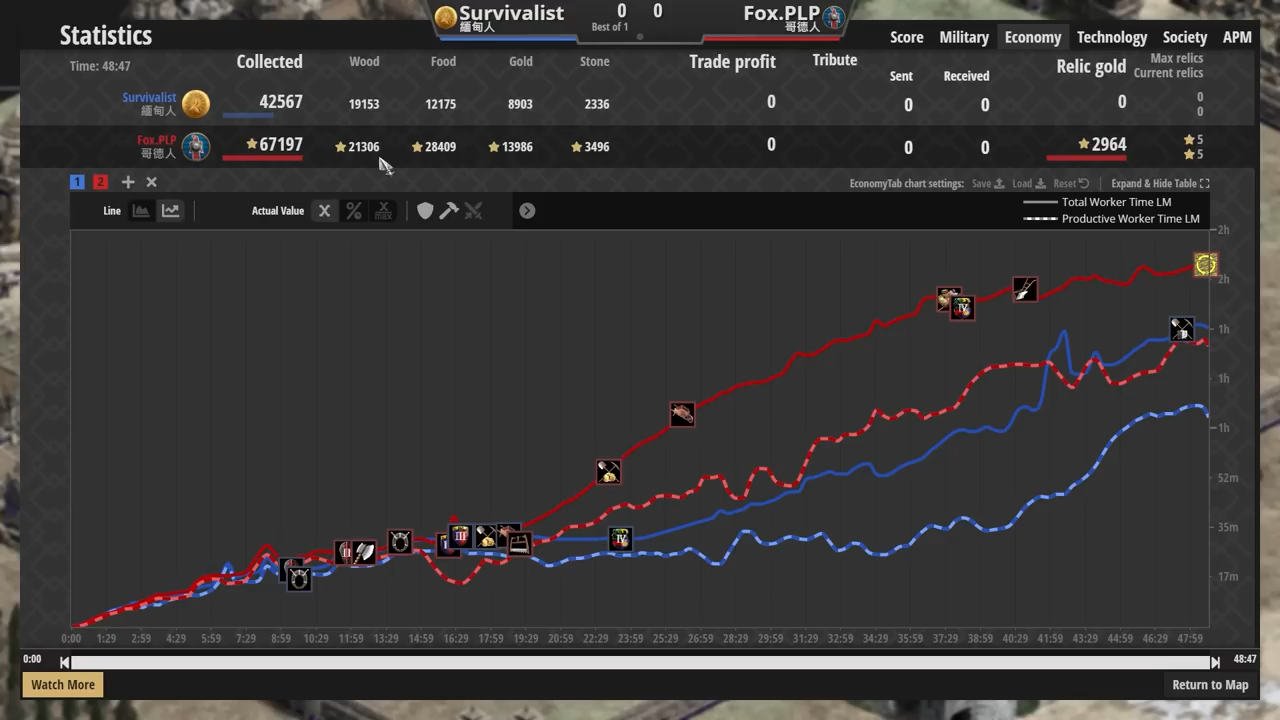 Survivalist 0 0 Fox.PLP
緬甸人 Best of 1 哥德人
Statistics
Score Military Economy Technology Society APM
Time: 48:47
Collected Wood Food Gold Stone Trade profit Tribute Sent Received Relic gold Max relics
Current relics
Survivalist 42567 19153 12175 8903 2336 0 0 0 0 0
緬甸人 0
Fox.PLP 67197 21306 28409 13986 3496 0 0 0 2964 5
哥德人 5
1 2 EconomyTab chart settings: Save Load Reset Expand & Hide Table
Line Actual Value X % X max
Total Worker Time LM
Productive Worker Time LM
2h
2h
1h
1h
1h
52m
35m
17m
III
IV
IV
0:00 1:29 2:59 4:29 5:59 7:29 8:59 10:29 11:59 13:29 14:59 16:29 17:59 19:29 20:59 22:29 23:59 25:29 26:59 28:29 29:59 31:29 32:59 34:29 35:59 37:29 38:59 40:29 41:59 43:29 44:59 46:29 47:59
0:00 48:47
Watch More Return to Map